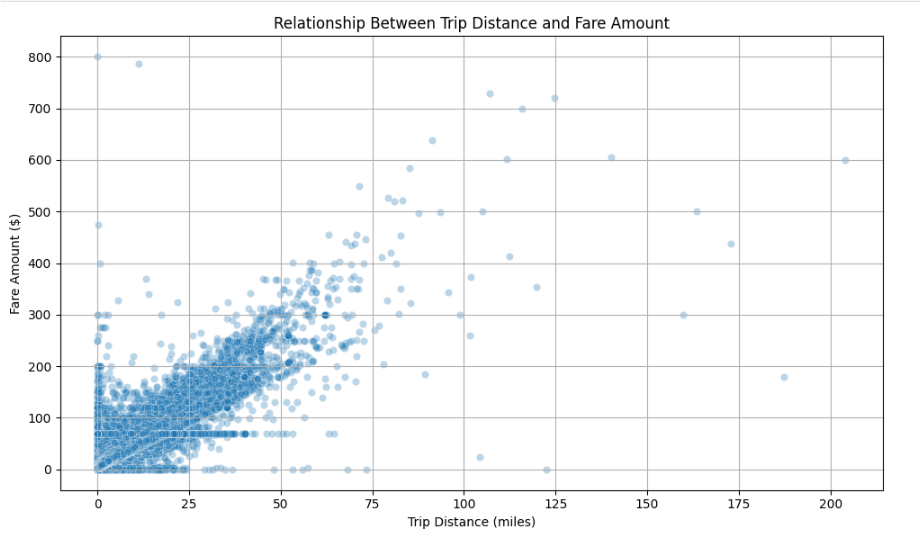 Relationship Between Trip Distance and Fare Amount
800
700
600
500
400
300
200
100
0
Fare Amount ($)
0 25 50 75 100 125 150 175 200
Trip Distance (miles)